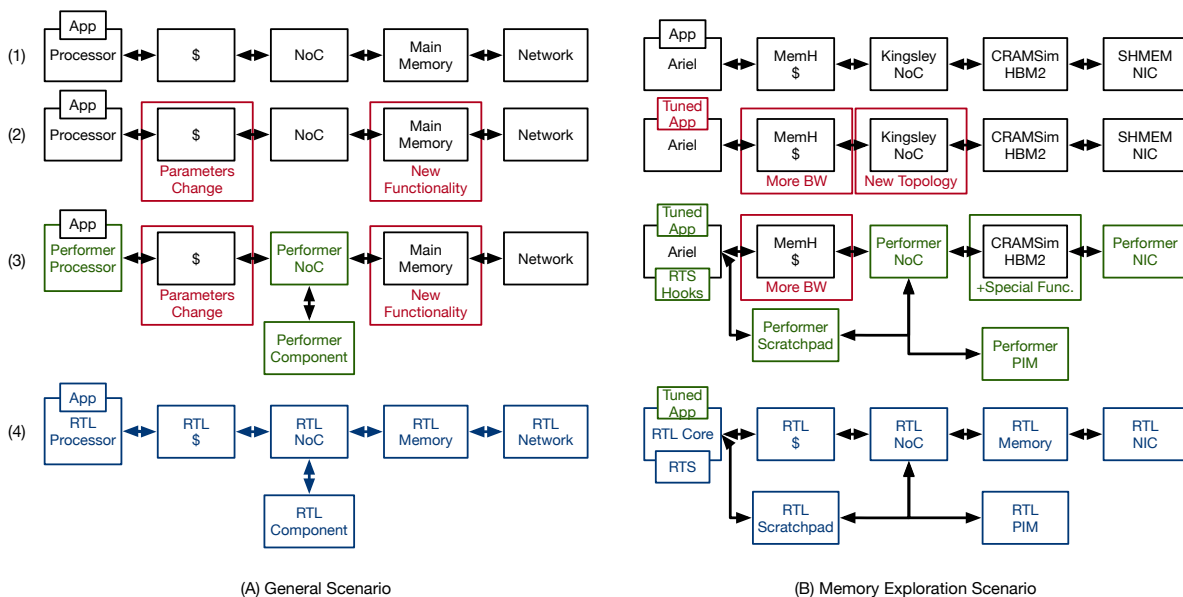 (1)
App
Processor
$
NoC
Main
Memory
Network
(2)
App
Processor
$
Parameters
Change
NoC
Main
Memory
New
Functionality
Network
(3)
App
Performer
Processor
$
Parameters
Change
Performer
NoC
Performer
Component
Main
Memory
New
Functionality
Network
(4)
App
RTL
Processor
RTL
$
RTL
NoC
RTL
Component
RTL
Memory
RTL
Network
(A) General Scenario
App
Ariel
MemH
$
Kingsley
NoC
CRAMSim
HBM2
SHMEM
NIC
Tuned
App
Ariel
MemH
$
More BW
Kingsley
NoC
New Topology
CRAMSim
HBM2
SHMEM
NIC
Tuned
App
Ariel
RTS
Hooks
MemH
$
More BW
Performer
NoC
CRAMSim
HBM2
+Special Func.
Performer
NIC
Performer
Scratchpad
Performer
PIM
Tuned
App
RTL Core
RTS
RTL
$
RTL
NoC
RTL
Memory
RTL
NIC
RTL
Scratchpad
RTL
PIM
(B) Memory Exploration Scenario